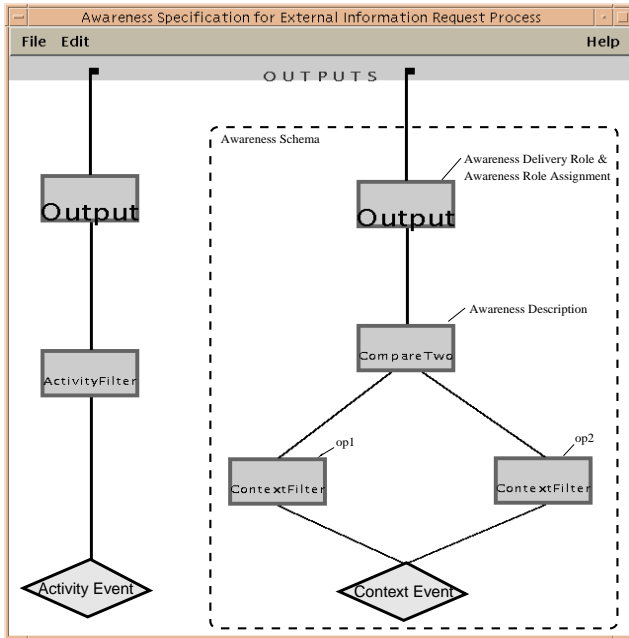 Awareness Specification for External Information Request Process
File Edit Help
OUTPUTS
Awareness Schema
Awareness Delivery Role &
Awareness Role Assignment
Output
Output
Awareness Description
CompareTwo
ActivityFilter
op1
op2
ContextFilter
ContextFilter
Activity Event
Context Event